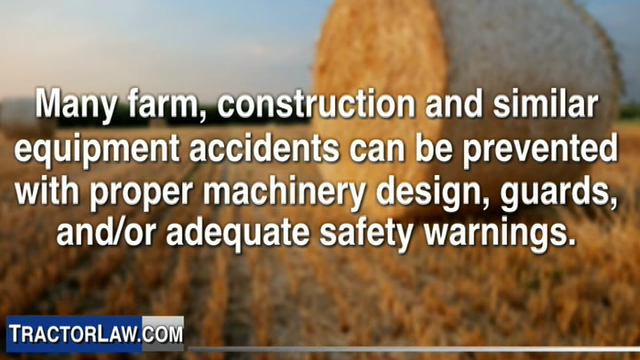 Many farm, construction and similar
equipment accidents can be prevented
with proper machinery design, guards,
and/or adequate safety warnings.
TRACTORLAW.COM